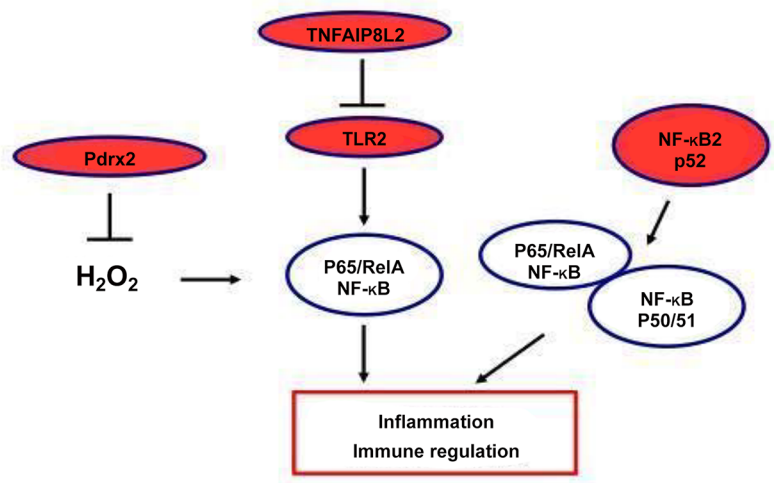 TNFAIP8L2
TLR2
Pdrx2
NF-κB2
p52
H₂O₂
P65/RelA
NF-κB
P65/RelA
NF-κB
NF-κB
P50/51
Inflammation
Immune regulation